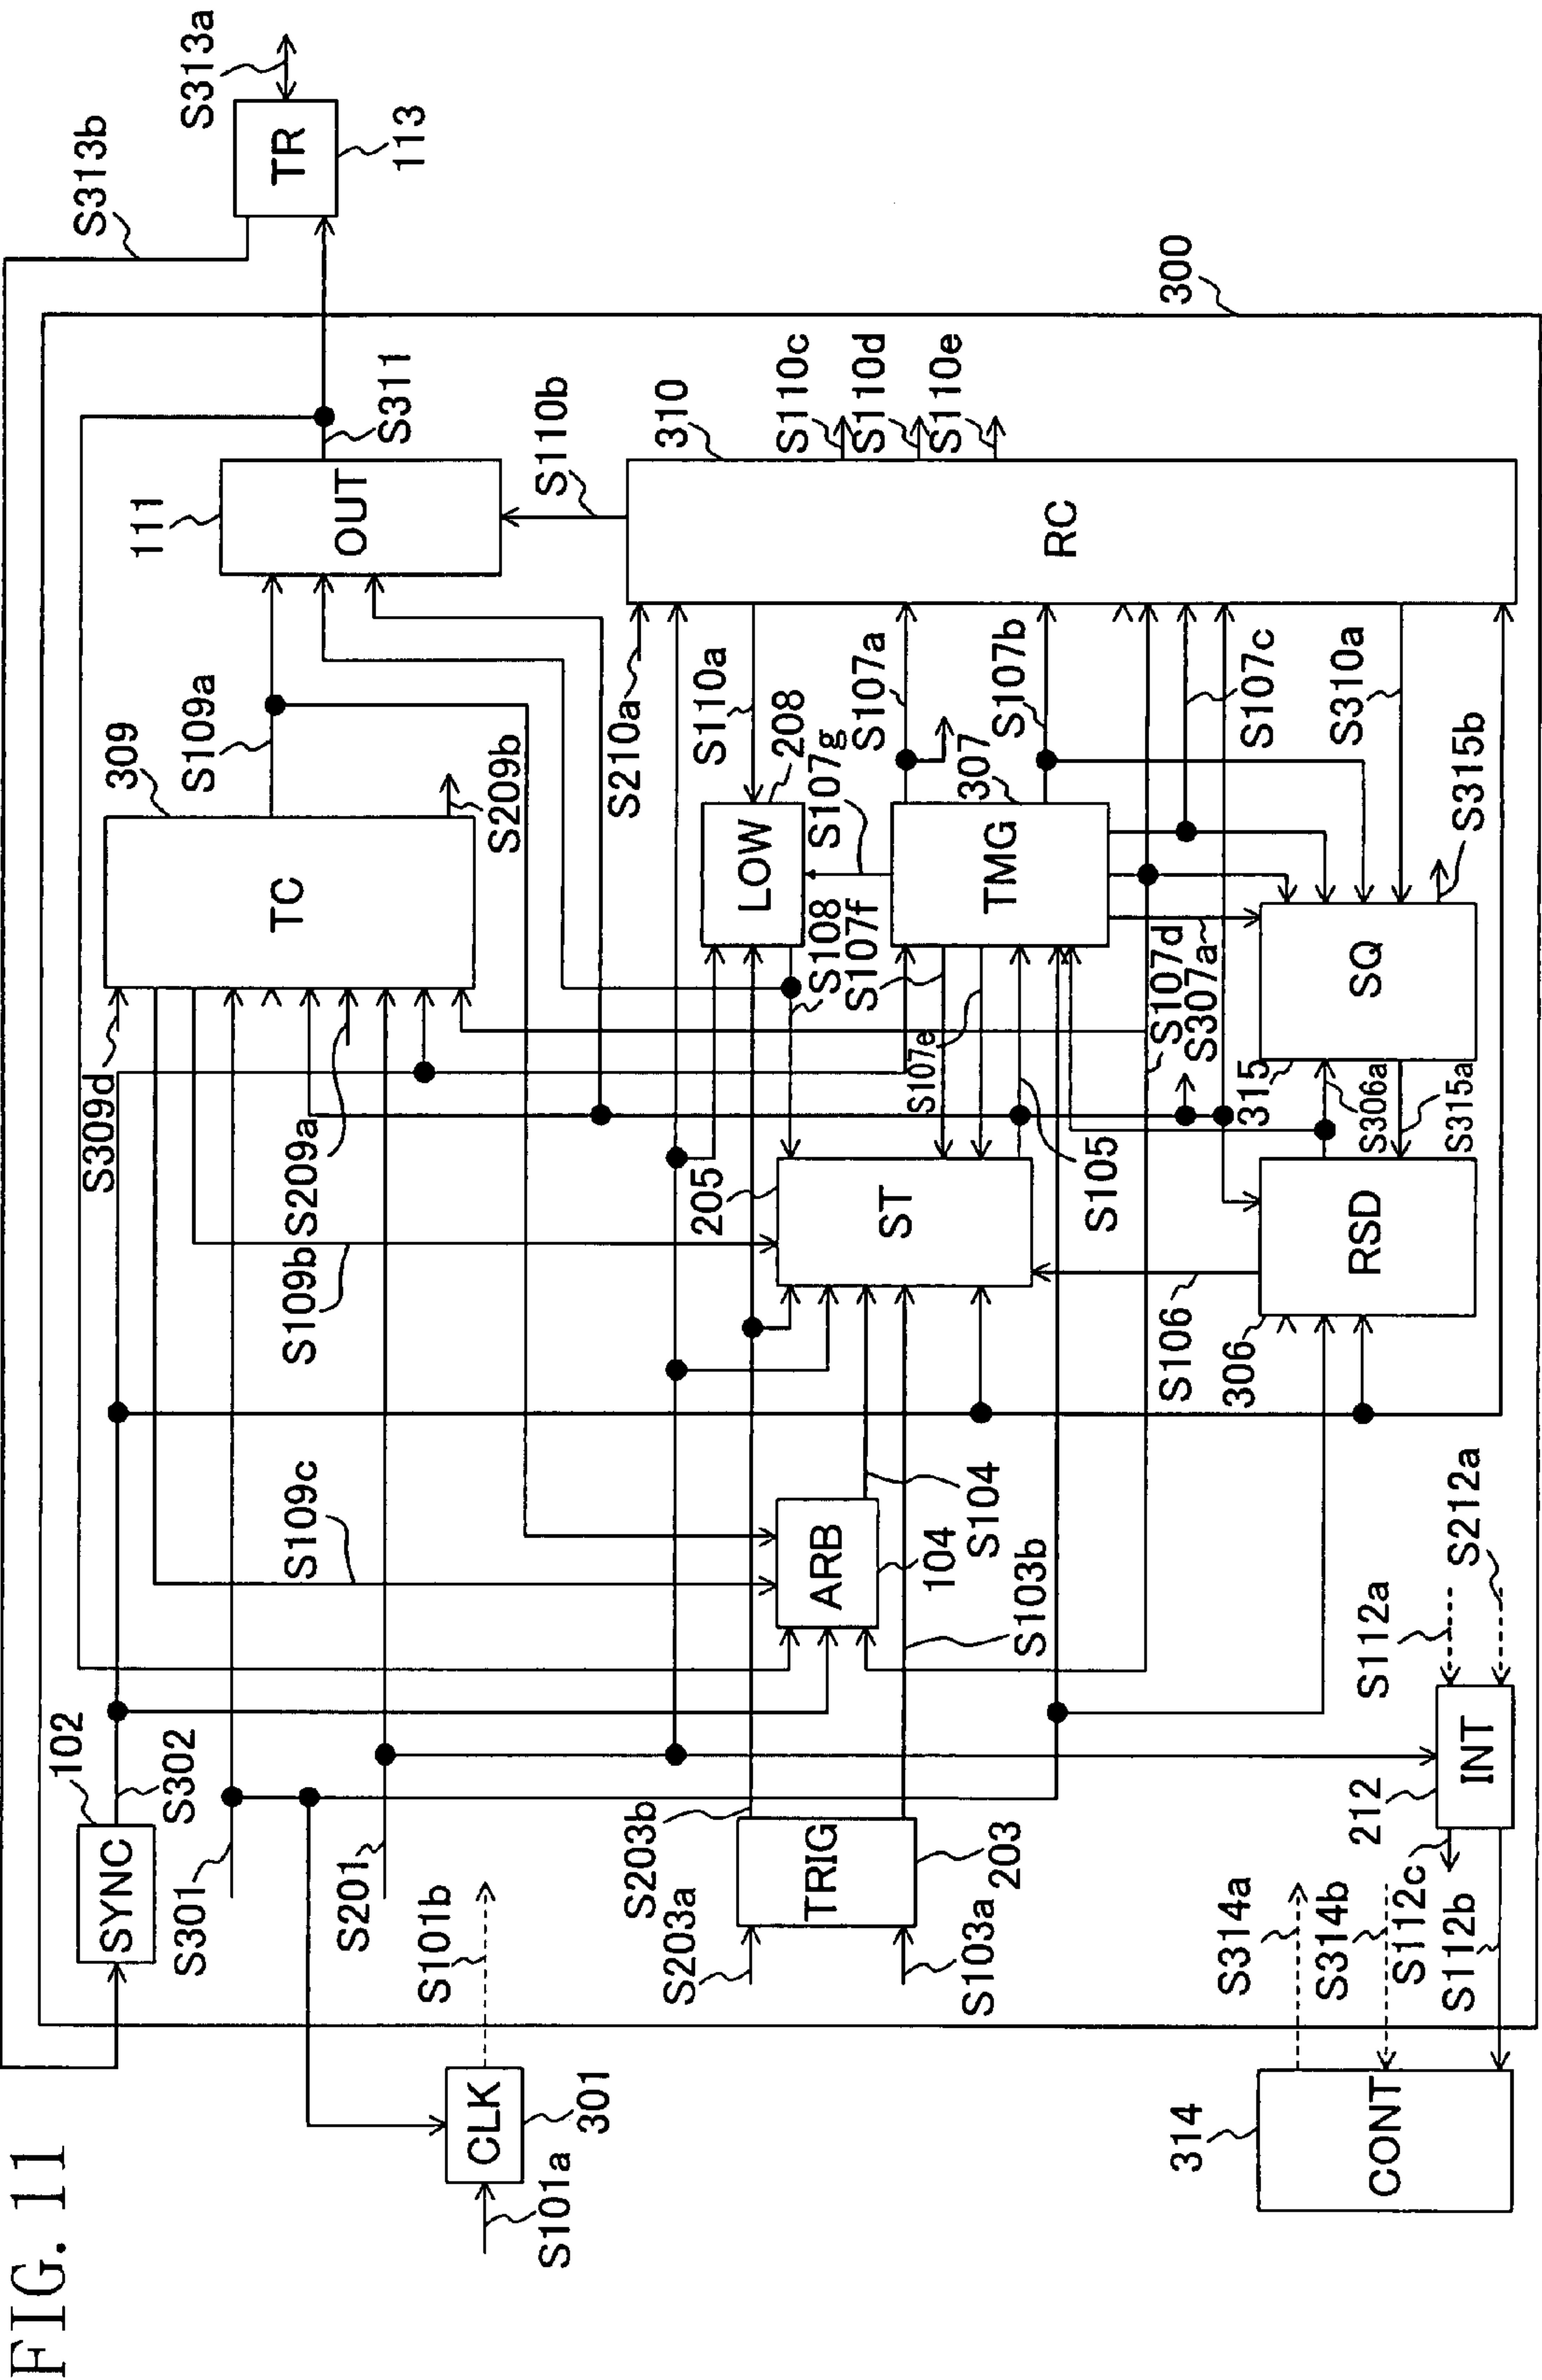 FIG. 11
S313b
S313a
TR
113
300
S311
111
OUT
S110b
310
S110c
S110d
S110e
RC
309
S109a
TC
S209b
S210a
S110a
208
LOW
S107g
S107a
S107b
307
TMG
S107c
S310a
S315b
S108
S107f
S107e
S107d
S307a
SQ
315
S306a
S315a
S309d
S209a
S109b
205
ST
S105
S106
RSD
306
S109c
ARB
104
S104
S103b
S112a
S212a
102
SYNC
S302
S301
S201
S101b
S203b
S203a
TRIG
203
S103a
212
INT
S314a
S314b
S112c
S112b
CLK
301
S101a
314
CONT